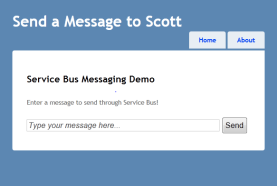 Send a Message to Scott
Home About
Service Bus Messaging Demo
Enter a message to send through Service Bus!
Type your message here... Send